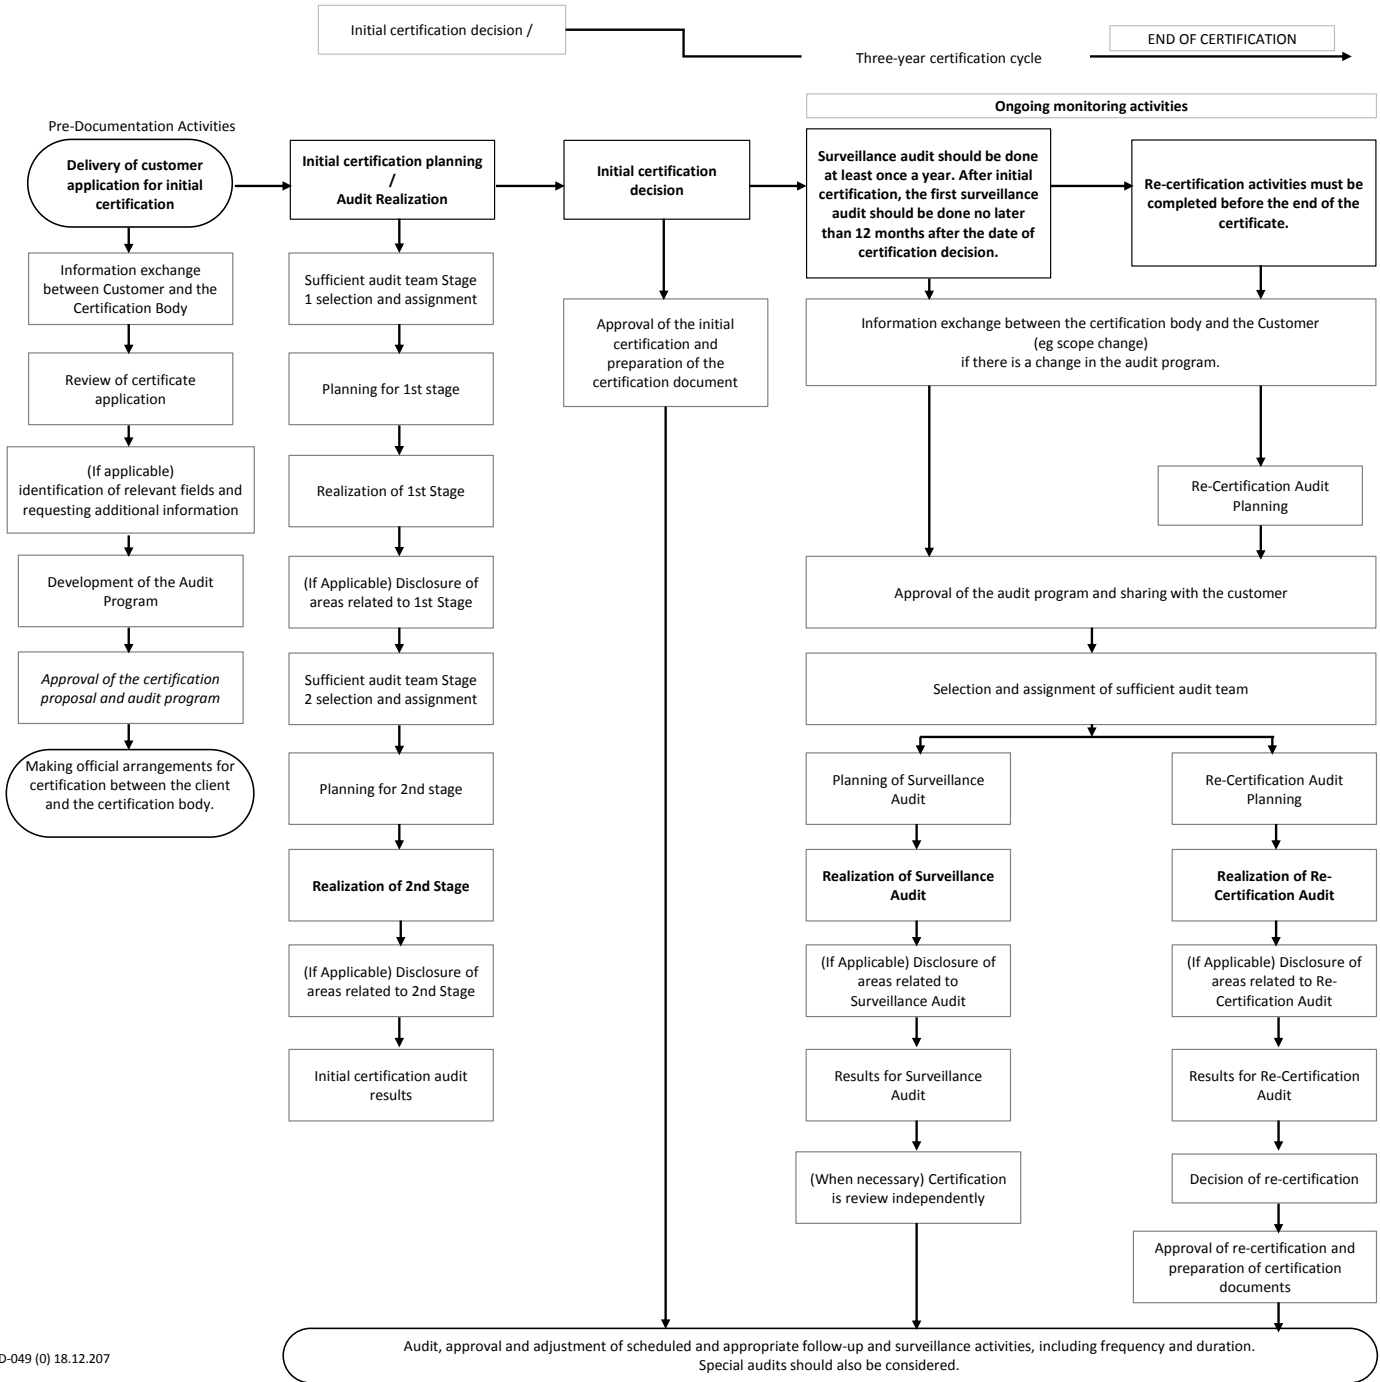 Initial certification decision /
END OF CERTIFICATION
Three-year certification cycle
Ongoing monitoring activities
Pre-Documentation Activities
Delivery of customer
application for initial
certification
Information exchange
between Customer and the
Certification Body
Review of certificate
application
(If applicable)
identification of relevant fields and
requesting additional information
Development of the Audit
Program
Approval of the certification
proposal and audit program
Making official arrangements for
certification between the client
and the certification body.
Initial certification planning
/
Audit Realization
Sufficient audit team Stage
1 selection and assignment
Planning for 1st stage
Realization of 1st Stage
(If Applicable) Disclosure of
areas related to 1st Stage
Sufficient audit team Stage
2 selection and assignment
Planning for 2nd stage
Realization of 2nd Stage
(If Applicable) Disclosure of
areas related to 2nd Stage
Initial certification audit
results
Initial certification
decision
Approval of the initial
certification and
preparation of the
certification document
Surveillance audit should be done
at least once a year. After initial
certification, the first surveillance
audit should be done no later
than 12 months after the date of
certification decision.
Re-certification activities must be
completed before the end of the
certificate.
Information exchange between the certification body and the Customer
(eg scope change)
if there is a change in the audit program.
Re-Certification Audit
Planning
Approval of the audit program and sharing with the customer
Selection and assignment of sufficient audit team
Planning of Surveillance
Audit
Realization of Surveillance
Audit
(If Applicable) Disclosure of
areas related to
Surveillance Audit
Results for Surveillance
Audit
(When necessary) Certification
is review independently
Re-Certification Audit
Planning
Realization of Re-
Certification Audit
(If Applicable) Disclosure of
areas related to Re-
Certification Audit
Results for Re-Certification
Audit
Decision of re-certification
Approval of re-certification and
preparation of certification
documents
Audit, approval and adjustment of scheduled and appropriate follow-up and surveillance activities, including frequency and duration.
Special audits should also be considered.
D-049 (0) 18.12.207